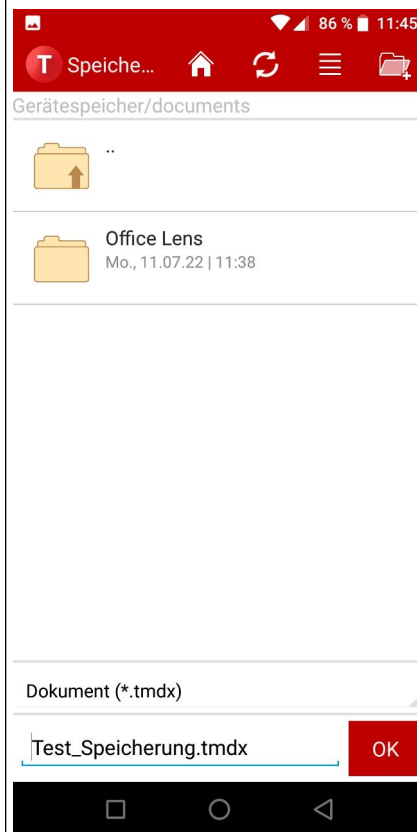 86 % 11:45
T Speiche...
Gerätespeicher/documents
..
Office Lens
Mo., 11.07.22 | 11:38
Dokument (*.tmdx)
Test_Speicherung.tmdx
OK